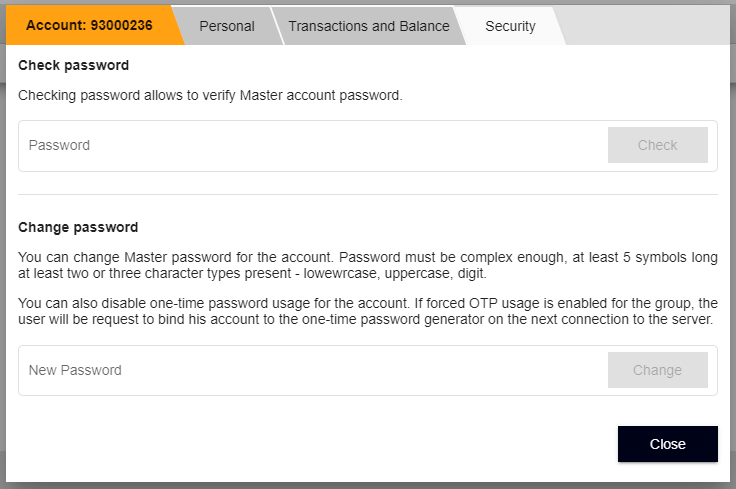 Account: 93000236
Personal
Transactions and Balance
Security
Check password
Checking password allows to verify Master account password.
Password
Check
Change password
You can change Master password for the account. Password must be complex enough, at least 5 symbols long
at least two or three character types present - lowewrcase, uppercase, digit.
You can also disable one-time password usage for the account. If forced OTP usage is enabled for the group, the
user will be request to bind his account to the one-time password generator on the next connection to the server.
New Password
Change
Close